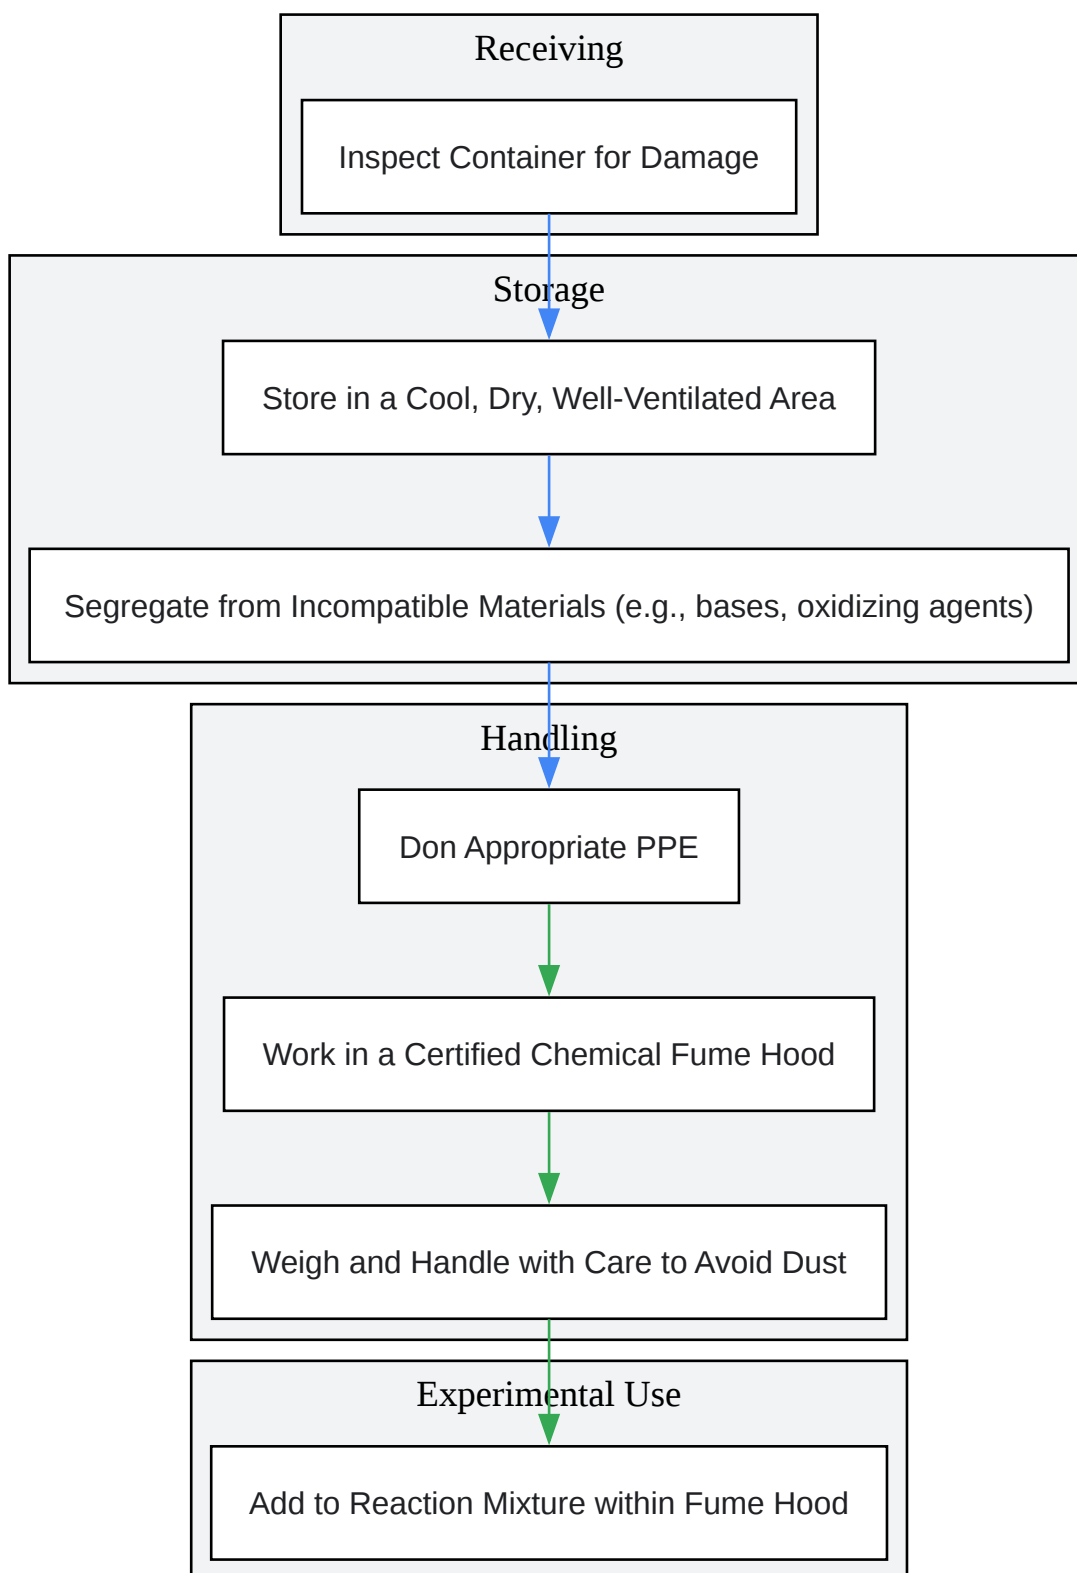 Receiving
Inspect Container for Damage
Storage
Store in a Cool, Dry, Well-Ventilated Area
Segregate from Incompatible Materials (e.g., bases, oxidizing agents)
Handling
Don Appropriate PPE
Work in a Certified Chemical Fume Hood
Weigh and Handle with Care to Avoid Dust
Experimental Use
Add to Reaction Mixture within Fume Hood